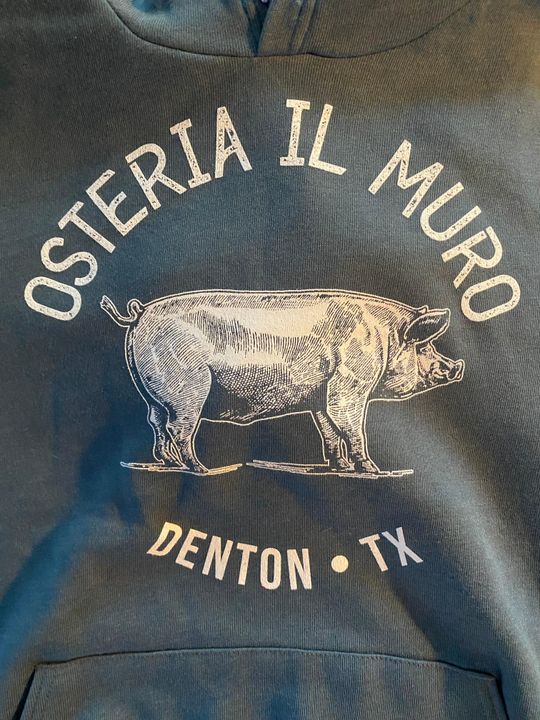 OSTERIA IL MURO
DENTON • TX